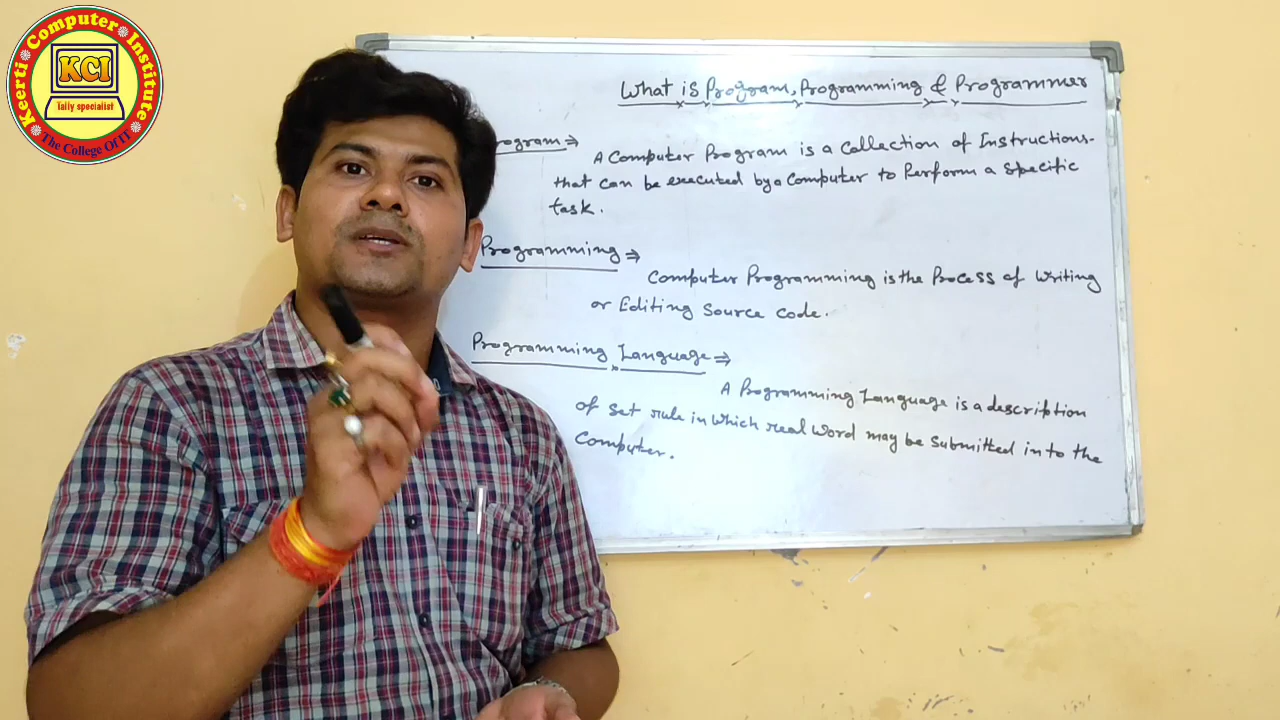 Keerti Computer Institute
KCI
Tally specialist
The College Of IT
What is Program, Programming & Programmer
rogram ⇒
A Computer Program is a Collection of Instructions-
that can be executed by a Computer to Perform a Specific
task.
Programming ⇒
Computer Programming is the Process of Writing
or Editing Source code.
Programming Language ⇒
A Programming Language is a description
of set rule in which real word may be submitted in to the
Computer.